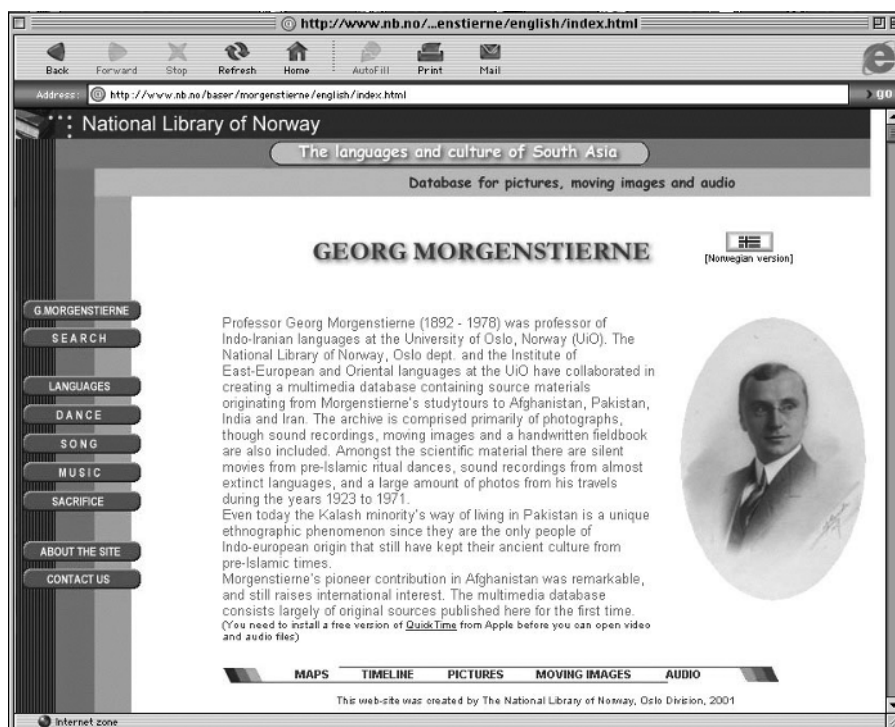 http://www.nb.no/...enstierne/english/index.html
Back Forward Stop Refresh Home AutoFill Print Mail
Address: http://www.nb.no/baser/morgenstierne/english/index.html go
National Library of Norway
The languages and culture of South Asia
Database for pictures, moving images and audio
GEORG MORGENSTIERNE
[Norwegian version]
G.MORGENSTIERNE
SEARCH
LANGUAGES
DANCE
SONG
MUSIC
SACRIFICE
ABOUT THE SITE
CONTACT US
Professor Georg Morgenstierne (1892 - 1978) was professor of
Indo-Iranian languages at the University of Oslo, Norway (UiO). The
National Library of Norway, Oslo dept. and the Institute of
East-European and Oriental languages at the UiO have collaborated in
creating a multimedia database containing source materials
originating from Morgenstierne's studytours to Afghanistan, Pakistan,
India and Iran. The archive is comprised primarily of photographs,
though sound recordings, moving images and a handwritten fieldbook
are also included. Amongst the scientific material there are silent
movies from pre-Islamic ritual dances, sound recordings from almost
extinct languages, and a large amount of photos from his travels
during the years 1923 to 1971.
Even today the Kalash minority's way of living in Pakistan is a unique
ethnographic phenomenon since they are the only people of
Indo-european origin that still have kept their ancient culture from
pre-Islamic times.
Morgenstierne's pioneer contribution in Afghanistan was remarkable,
and still raises international interest. The multimedia database
consists largely of original sources published here for the first time.
(You need to install a free version of QuickTime from Apple before you can open video
and audio files)
MAPS TIMELINE PICTURES MOVING IMAGES AUDIO
This web-site was created by The National Library of Norway, Oslo Division, 2001
Internet zone